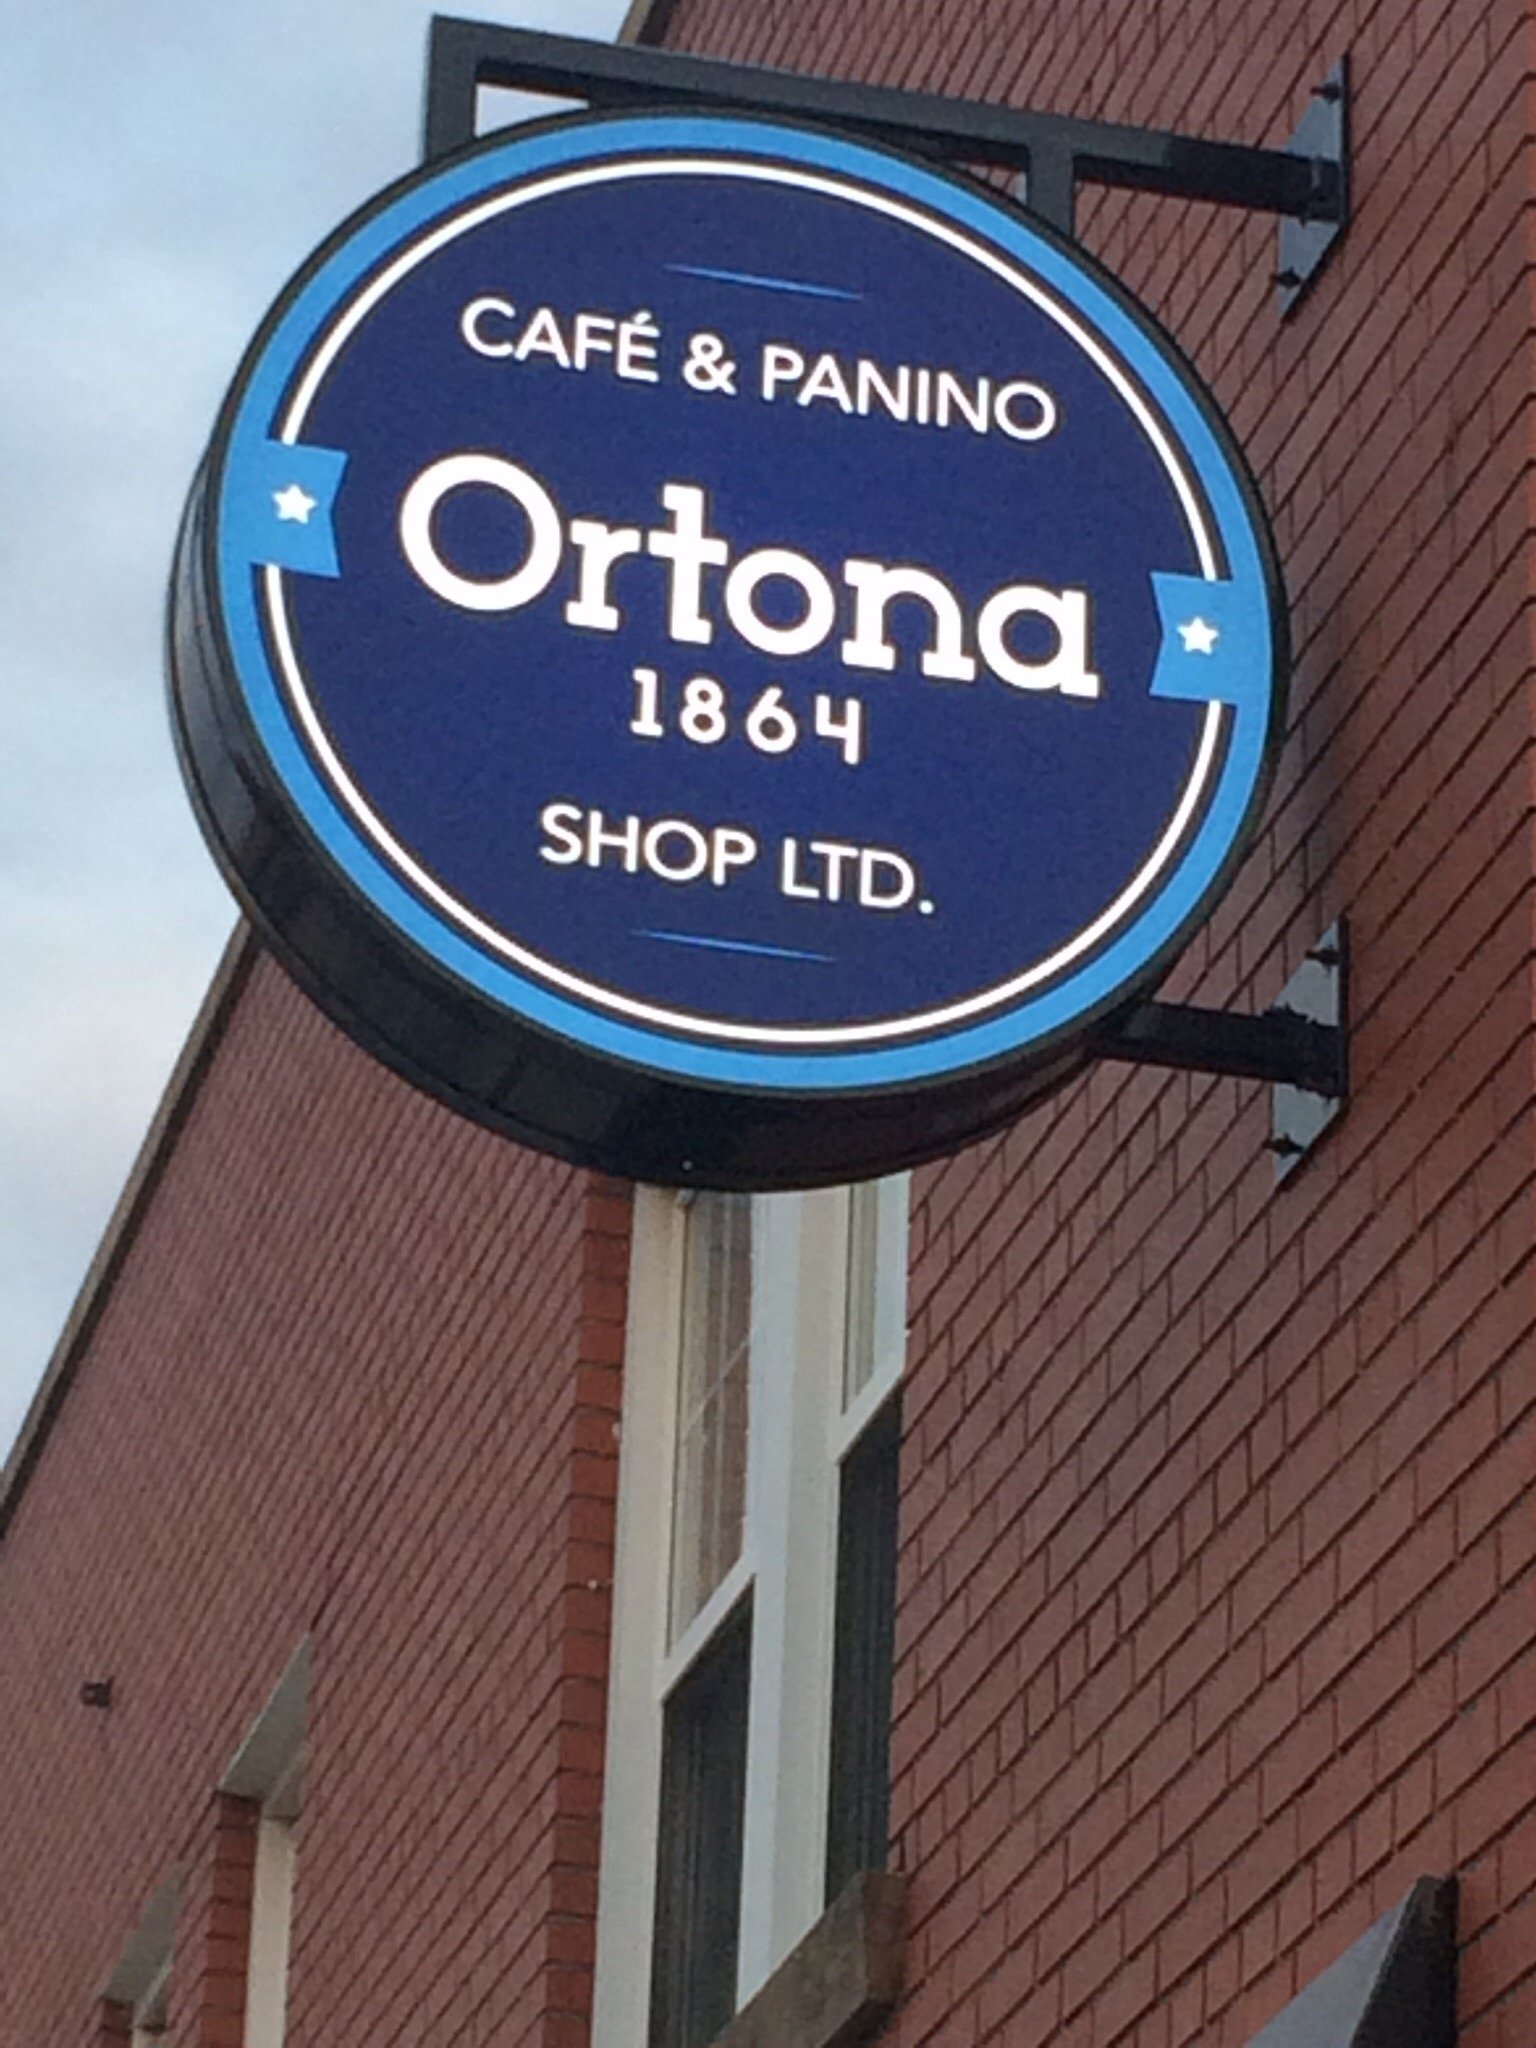 CAFÉ & PANINO
Ortona
1864
SHOP LTD.